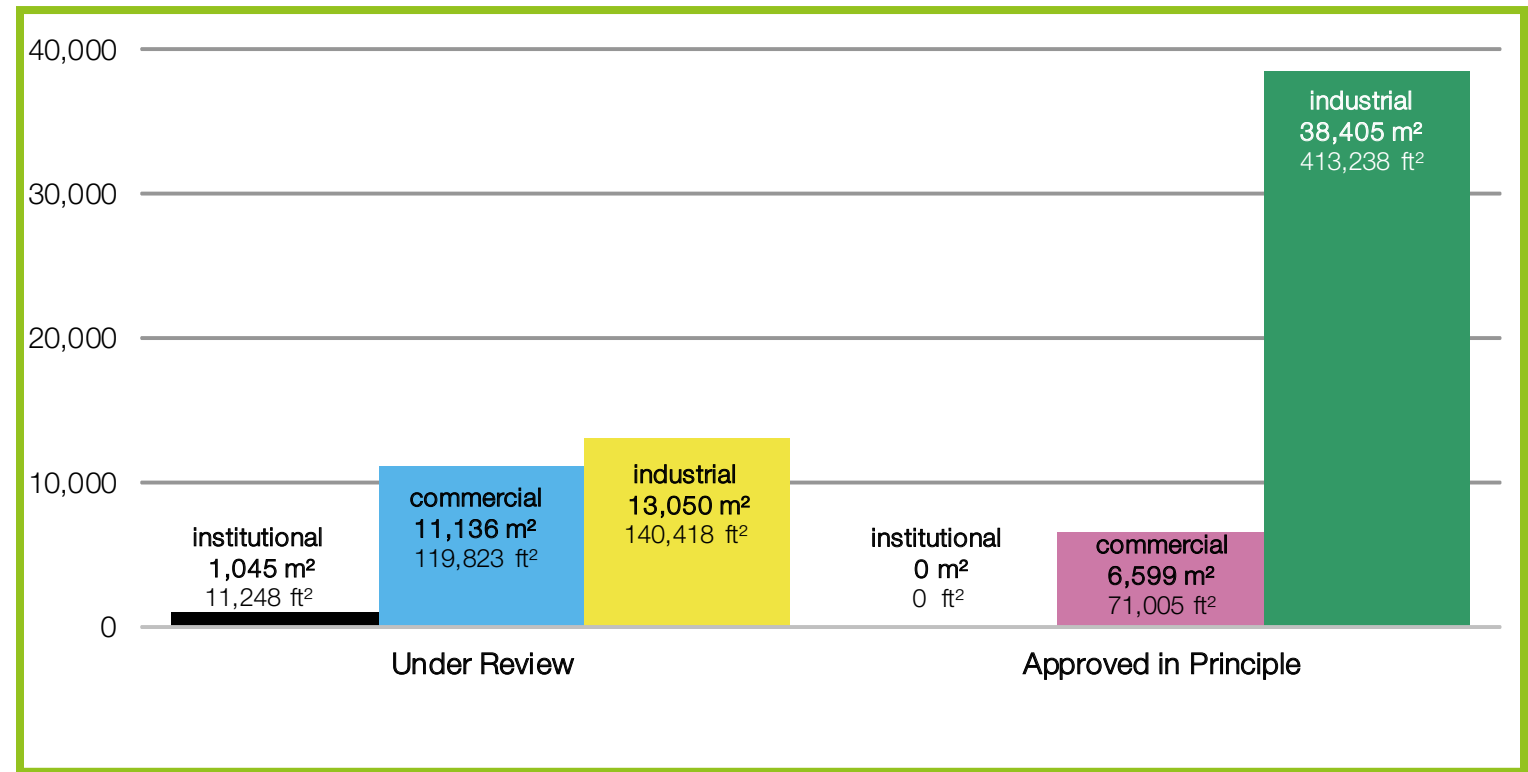 40,000
30,000
20,000
10,000
0
institutional
1,045 m²
11,248 ft²
commercial
11,136 m²
119,823 ft²
industrial
13,050 m²
140,418 ft²
institutional
0 m²
0 ft²
commercial
6,599 m²
71,005 ft²
industrial
38,405 m²
413,238 ft²
Under Review
Approved in Principle